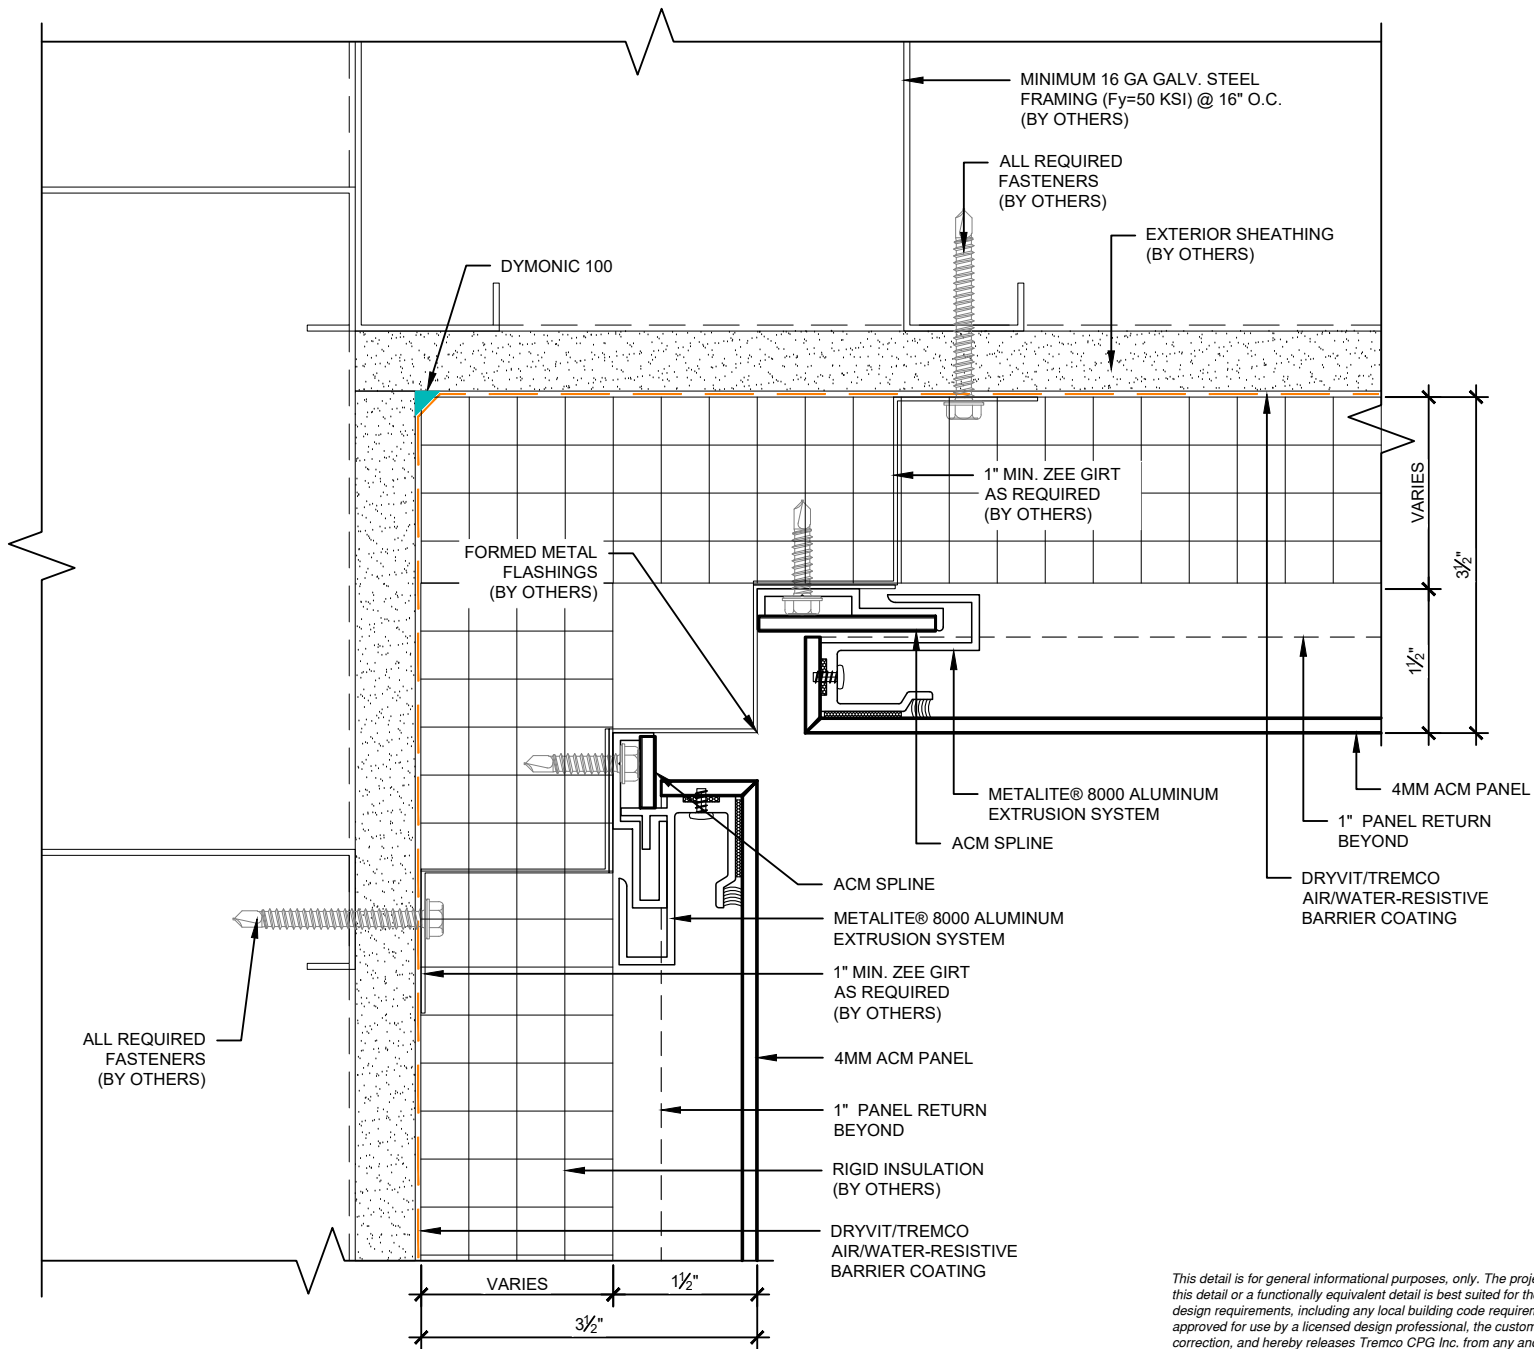 MINIMUM 16 GA GALV. STEEL
FRAMING (Fy=50 KSI) @ 16" O.C.
(BY OTHERS)
ALL REQUIRED
FASTENERS
(BY OTHERS)
EXTERIOR SHEATHING
(BY OTHERS)
DYMONIC 100
1" MIN. ZEE GIRT
AS REQUIRED
(BY OTHERS)
VARIES
3½"
1½"
FORMED METAL
FLASHINGS
(BY OTHERS)
METALITE® 8000 ALUMINUM
EXTRUSION SYSTEM
ACM SPLINE
4MM ACM PANEL
1" PANEL RETURN
BEYOND
DRYVIT/TREMCO
AIR/WATER-RESISTIVE
BARRIER COATING
ACM SPLINE
METALITE® 8000 ALUMINUM
EXTRUSION SYSTEM
1" MIN. ZEE GIRT
AS REQUIRED
(BY OTHERS)
ALL REQUIRED
FASTENERS
(BY OTHERS)
4MM ACM PANEL
1" PANEL RETURN
BEYOND
RIGID INSULATION
(BY OTHERS)
DRYVIT/TREMCO
AIR/WATER-RESISTIVE
BARRIER COATING
VARIES
1½"
3½"
This detail is for general informational purposes, only. The
this detail or a functionally equivalent detail is best suited for
design requirements, including any local building code
approved for use by a licensed design professional, the
correction, and hereby releases Tremco CPG Inc. from any